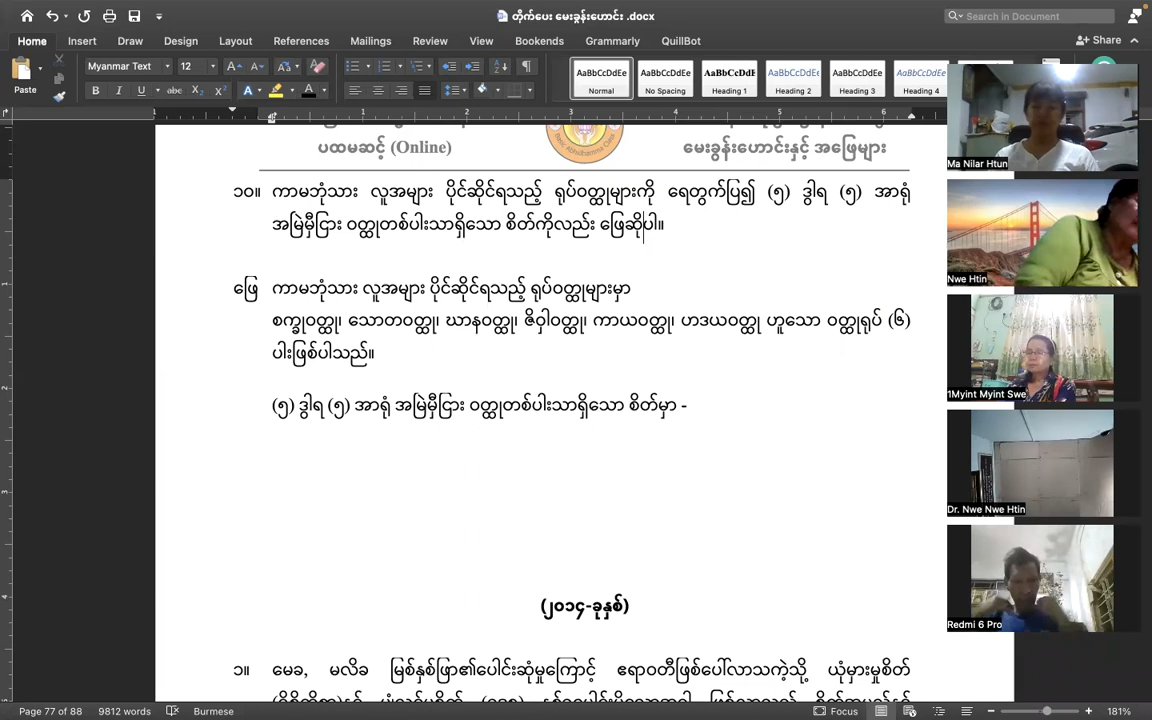 တိုက်ပေး မေးခွန်းဟောင်း .docx
Search in Document
Home Insert Draw Design Layout References Mailings Review View Bookends Grammarly QuillBot
Share
Paste
Myanmar Text 12
AaBbCcDdEe AaBbCcDdEe AaBbCcDdE AaBbCcDdEe AaBbCcDdEe AaBbCcDdEe
Normal No Spacing Heading 1 Heading 2 Heading 3 Heading 4
Ma Nilar Htun
Nwe Htin
1Myint Myint Swe
Dr. Nwe Nwe Htin
Redmi 6 Pro
ပထမဆင့် (Online) မေးခွန်းဟောင်းနှင့် အဖြေများ
၁၀။ ကာမဘုံသား လူအများ ပိုင်ဆိုင်ရသည့် ရုပ်ဝတ္ထုများကို ရေတွက်ပြ၍ (၅) ဒွါရ (၅) အာရုံ
အမြဲမှီငြား ဝတ္ထုတစ်ပါးသာရှိသော စိတ်ကိုလည်း ဖြေဆိုပါ။
ဖြေ ကာမဘုံသား လူအများ ပိုင်ဆိုင်ရသည့် ရုပ်ဝတ္ထုများမှာ
စက္ခုဝတ္ထု၊ သောတဝတ္ထု၊ ဃာနဝတ္ထု၊ ဇိဝှါဝတ္ထု၊ ကာယဝတ္ထု၊ ဟဒယဝတ္ထု ဟူသော ဝတ္ထုရုပ် (၆)
ပါးဖြစ်ပါသည်။
(၅) ဒွါရ (၅) အာရုံ အမြဲမှီငြား ဝတ္ထုတစ်ပါးသာရှိသော စိတ်မှာ -
(၂၀၁၄-ခုနှစ်)
၁။ မေခ, မလိခ မြစ်နှစ်ဖြာ၏ပေါင်းဆုံမှုကြောင့် ဧရာဝတီဖြစ်ပေါ်လာသကဲ့သို့ ယုံမှားမှုစိတ်
Page 77 of 88 9812 words Burmese Focus 181%